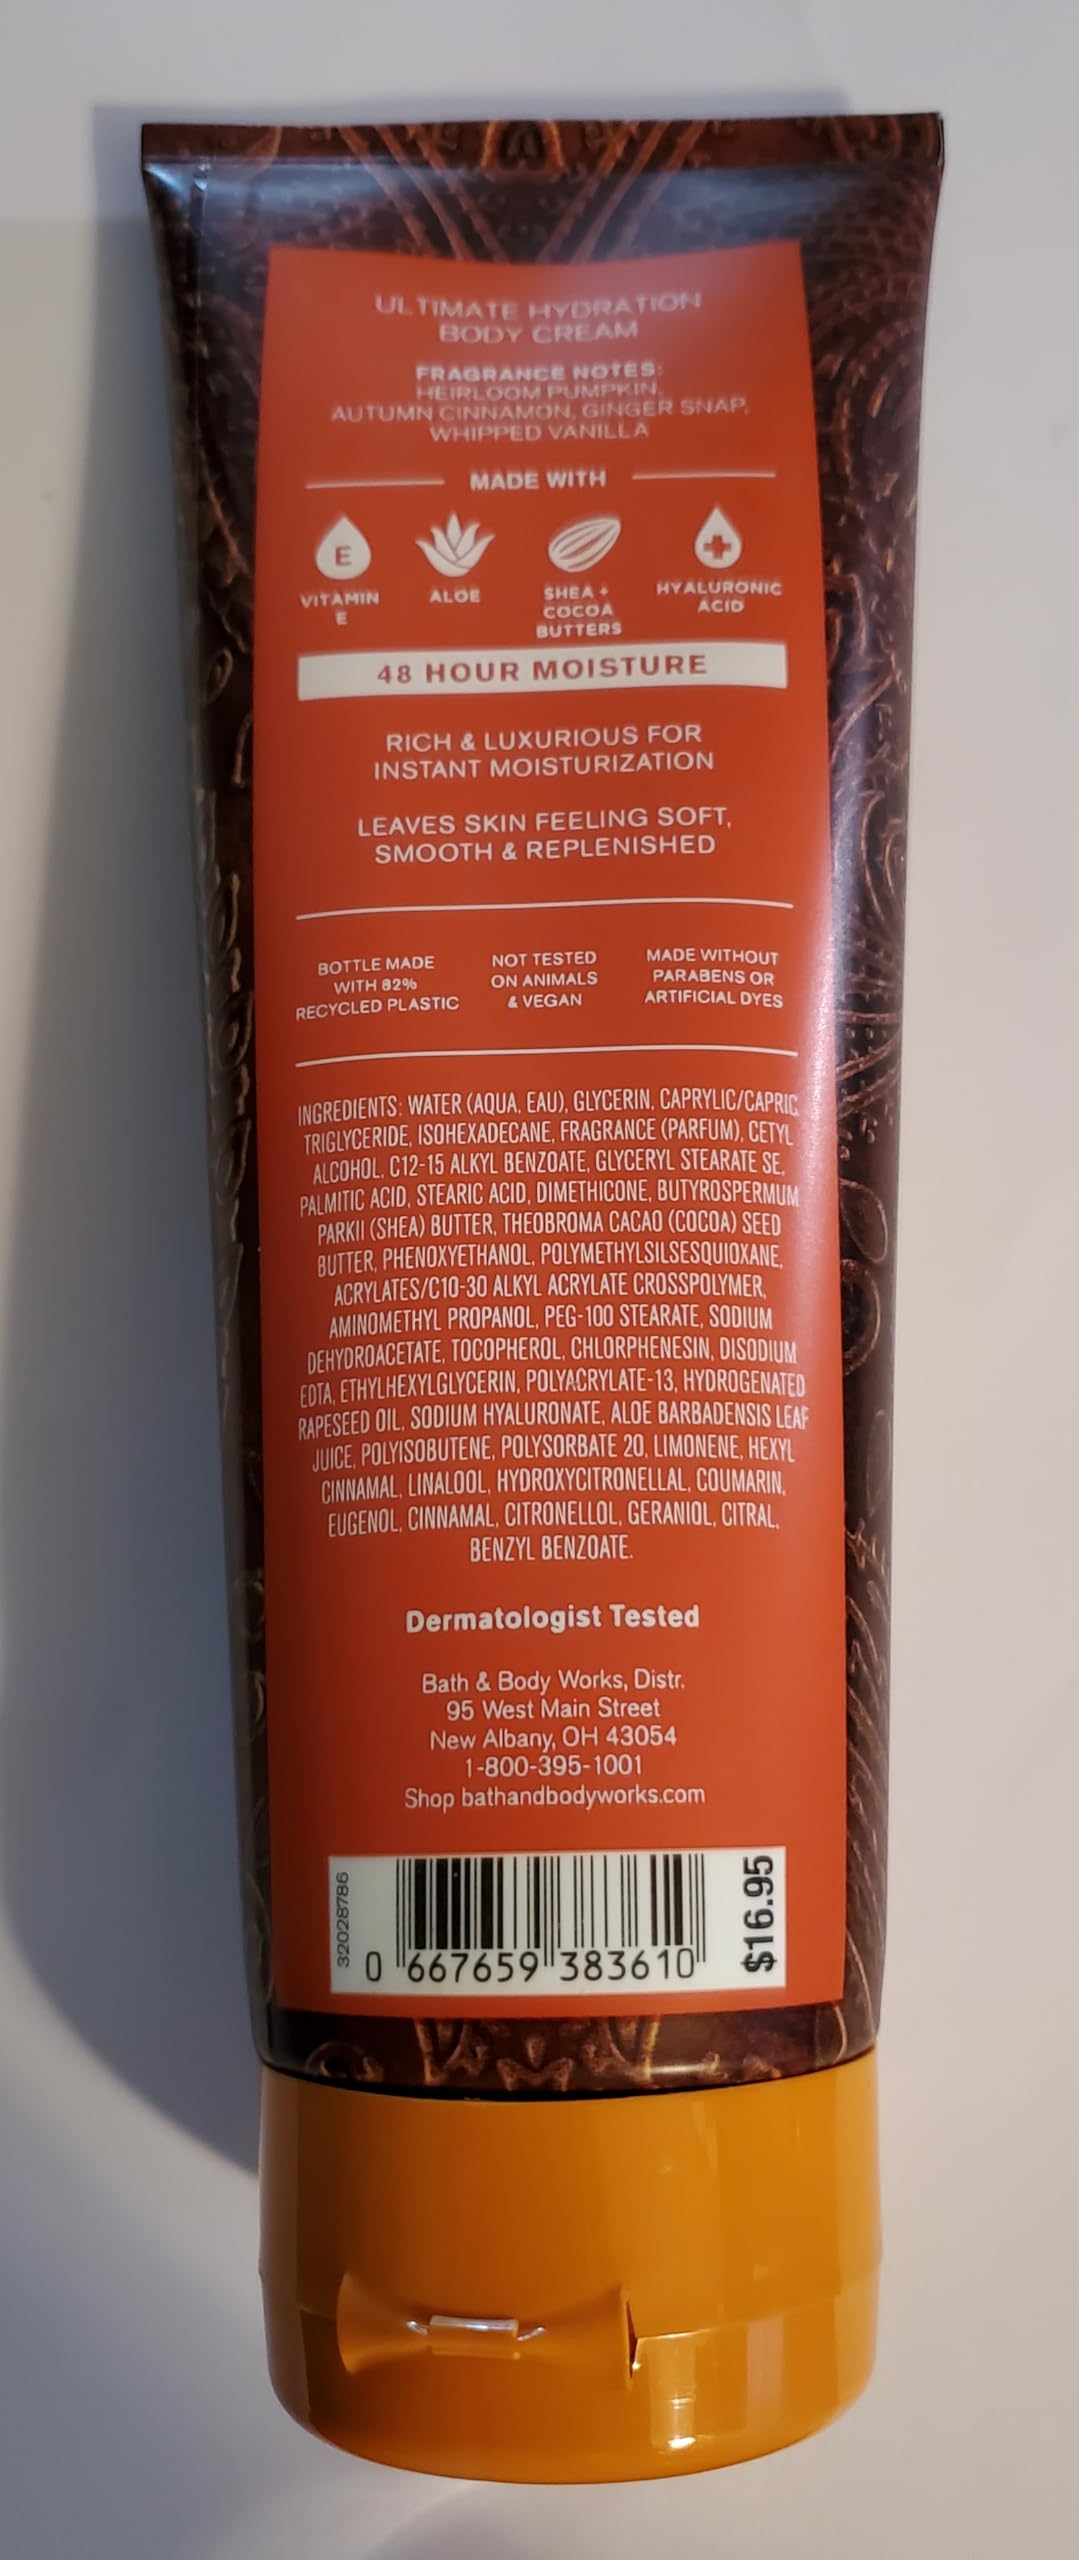 ULTIMATE HYDRATION
BODY CREAM
FRAGRANCE NOTES:
HEIRLOOM PUMPKIN,
AUTUMN CINNAMON, GINGER SNAP,
WHIPPED VANILLA
MADE WITH
E
VITAMIN
E
ALOE
SHEA +
COCOA
BUTTERS
HYALURONIC
ACID
48 HOUR MOISTURE
RICH & LUXURIOUS FOR
INSTANT MOISTURIZATION
LEAVES SKIN FEELING SOFT,
SMOOTH & REPLENISHED
BOTTLE MADE
WITH 82%
RECYCLED PLASTIC
NOT TESTED
ON ANIMALS
& VEGAN
MADE WITHOUT
PARABENS OR
ARTIFICIAL DYES
INGREDIENTS: WATER (AQUA, EAU), GLYCERIN, CAPRYLIC/CAPRIC
TRIGLYCERIDE, ISOHEXADECANE, FRAGRANCE (PARFUM), CETYL
ALCOHOL, C12-15 ALKYL BENZOATE, GLYCERYL STEARATE SE,
PALMITIC ACID, STEARIC ACID, DIMETHICONE, BUTYROSPERMUM
PARKII (SHEA) BUTTER, THEOBROMA CACAO (COCOA) SEED
BUTTER, PHENOXYETHANOL, POLYMETHYLSILSESQUIOXANE,
ACRYLATES/C10-30 ALKYL ACRYLATE CROSSPOLYMER,
AMINOMETHYL PROPANOL, PEG-100 STEARATE, SODIUM
DEHYDROACETATE, TOCOPHEROL, CHLORPHENESIN, DISODIUM
EDTA, ETHYLHEXYLGLYCERIN, POLYACRYLATE-13, HYDROGENATED
RAPESEED OIL, SODIUM HYALURONATE, ALOE BARBADENSIS LEAF
JUICE, POLYISOBUTENE, POLYSORBATE 20, LIMONENE, HEXYL
CINNAMAL, LINALOOL, HYDROXYCITRONELLAL, COUMARIN,
EUGENOL, CINNAMAL, CITRONELLOL, GERANIOL, CITRAL,
BENZYL BENZOATE.
Dermatologist Tested
Bath & Body Works, Distr.
95 West Main Street
New Albany, OH 43054
1-800-395-1001
Shop bathandbodyworks.com
32028786
0 667659 383610
$16.95